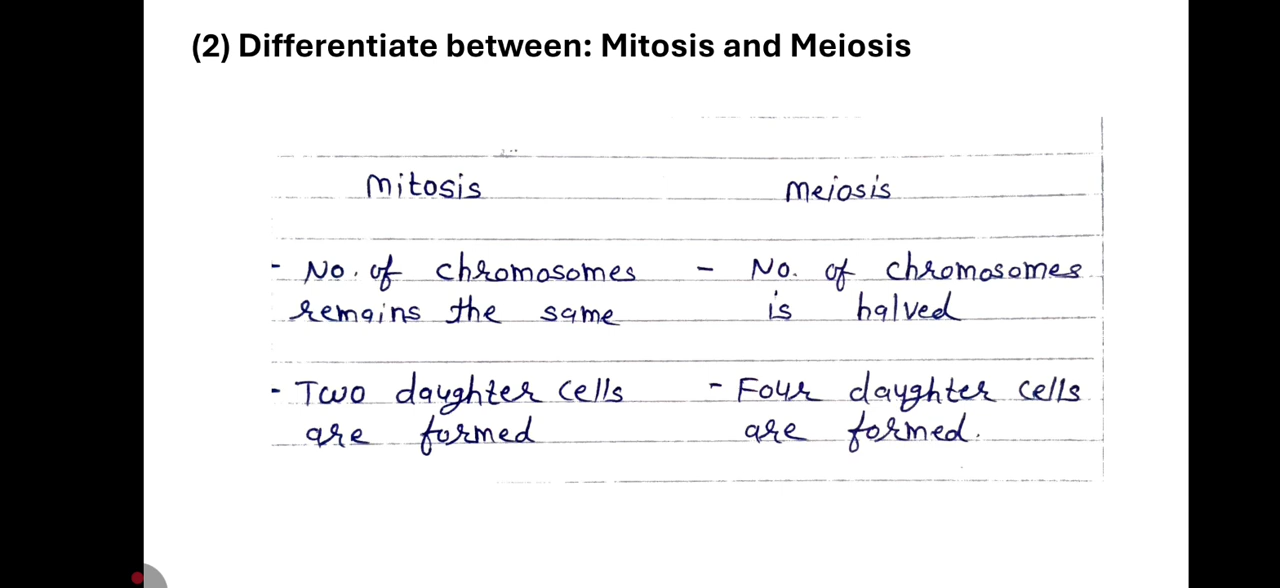 (2) Differentiate between: Mitosis and Meiosis
Mitosis Meiosis
- No. of chromosomes - No. of chromosomes
remains the same is halved
- Two daughter cells - Four daughter cells
are formed are formed.